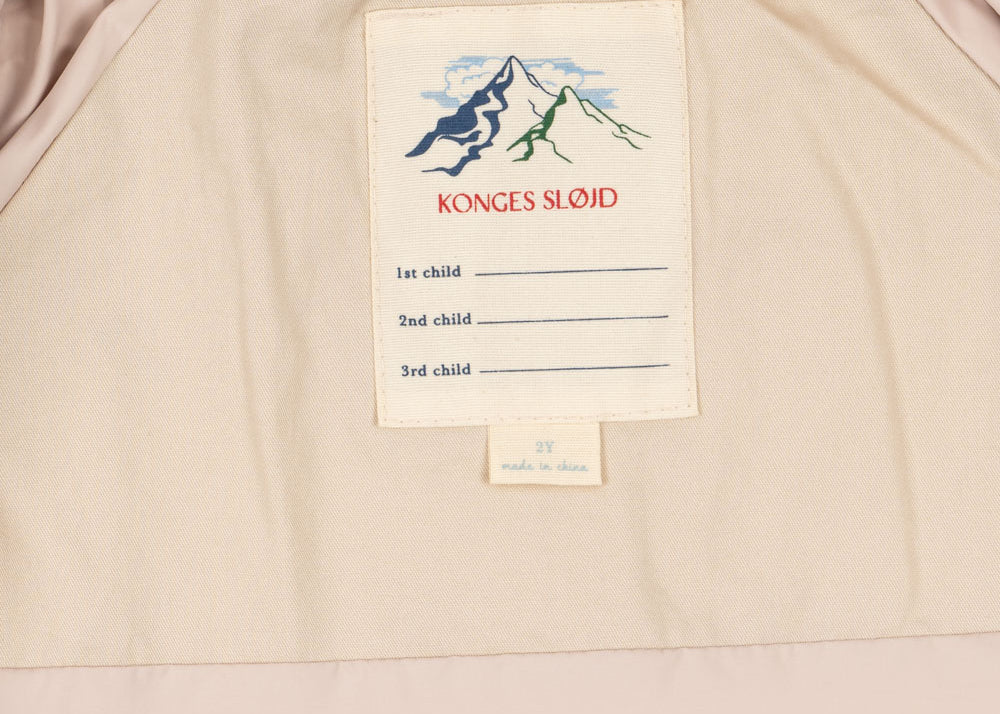 KONGES SLØJD
1st child
2nd child
3rd child
2Y
made in china